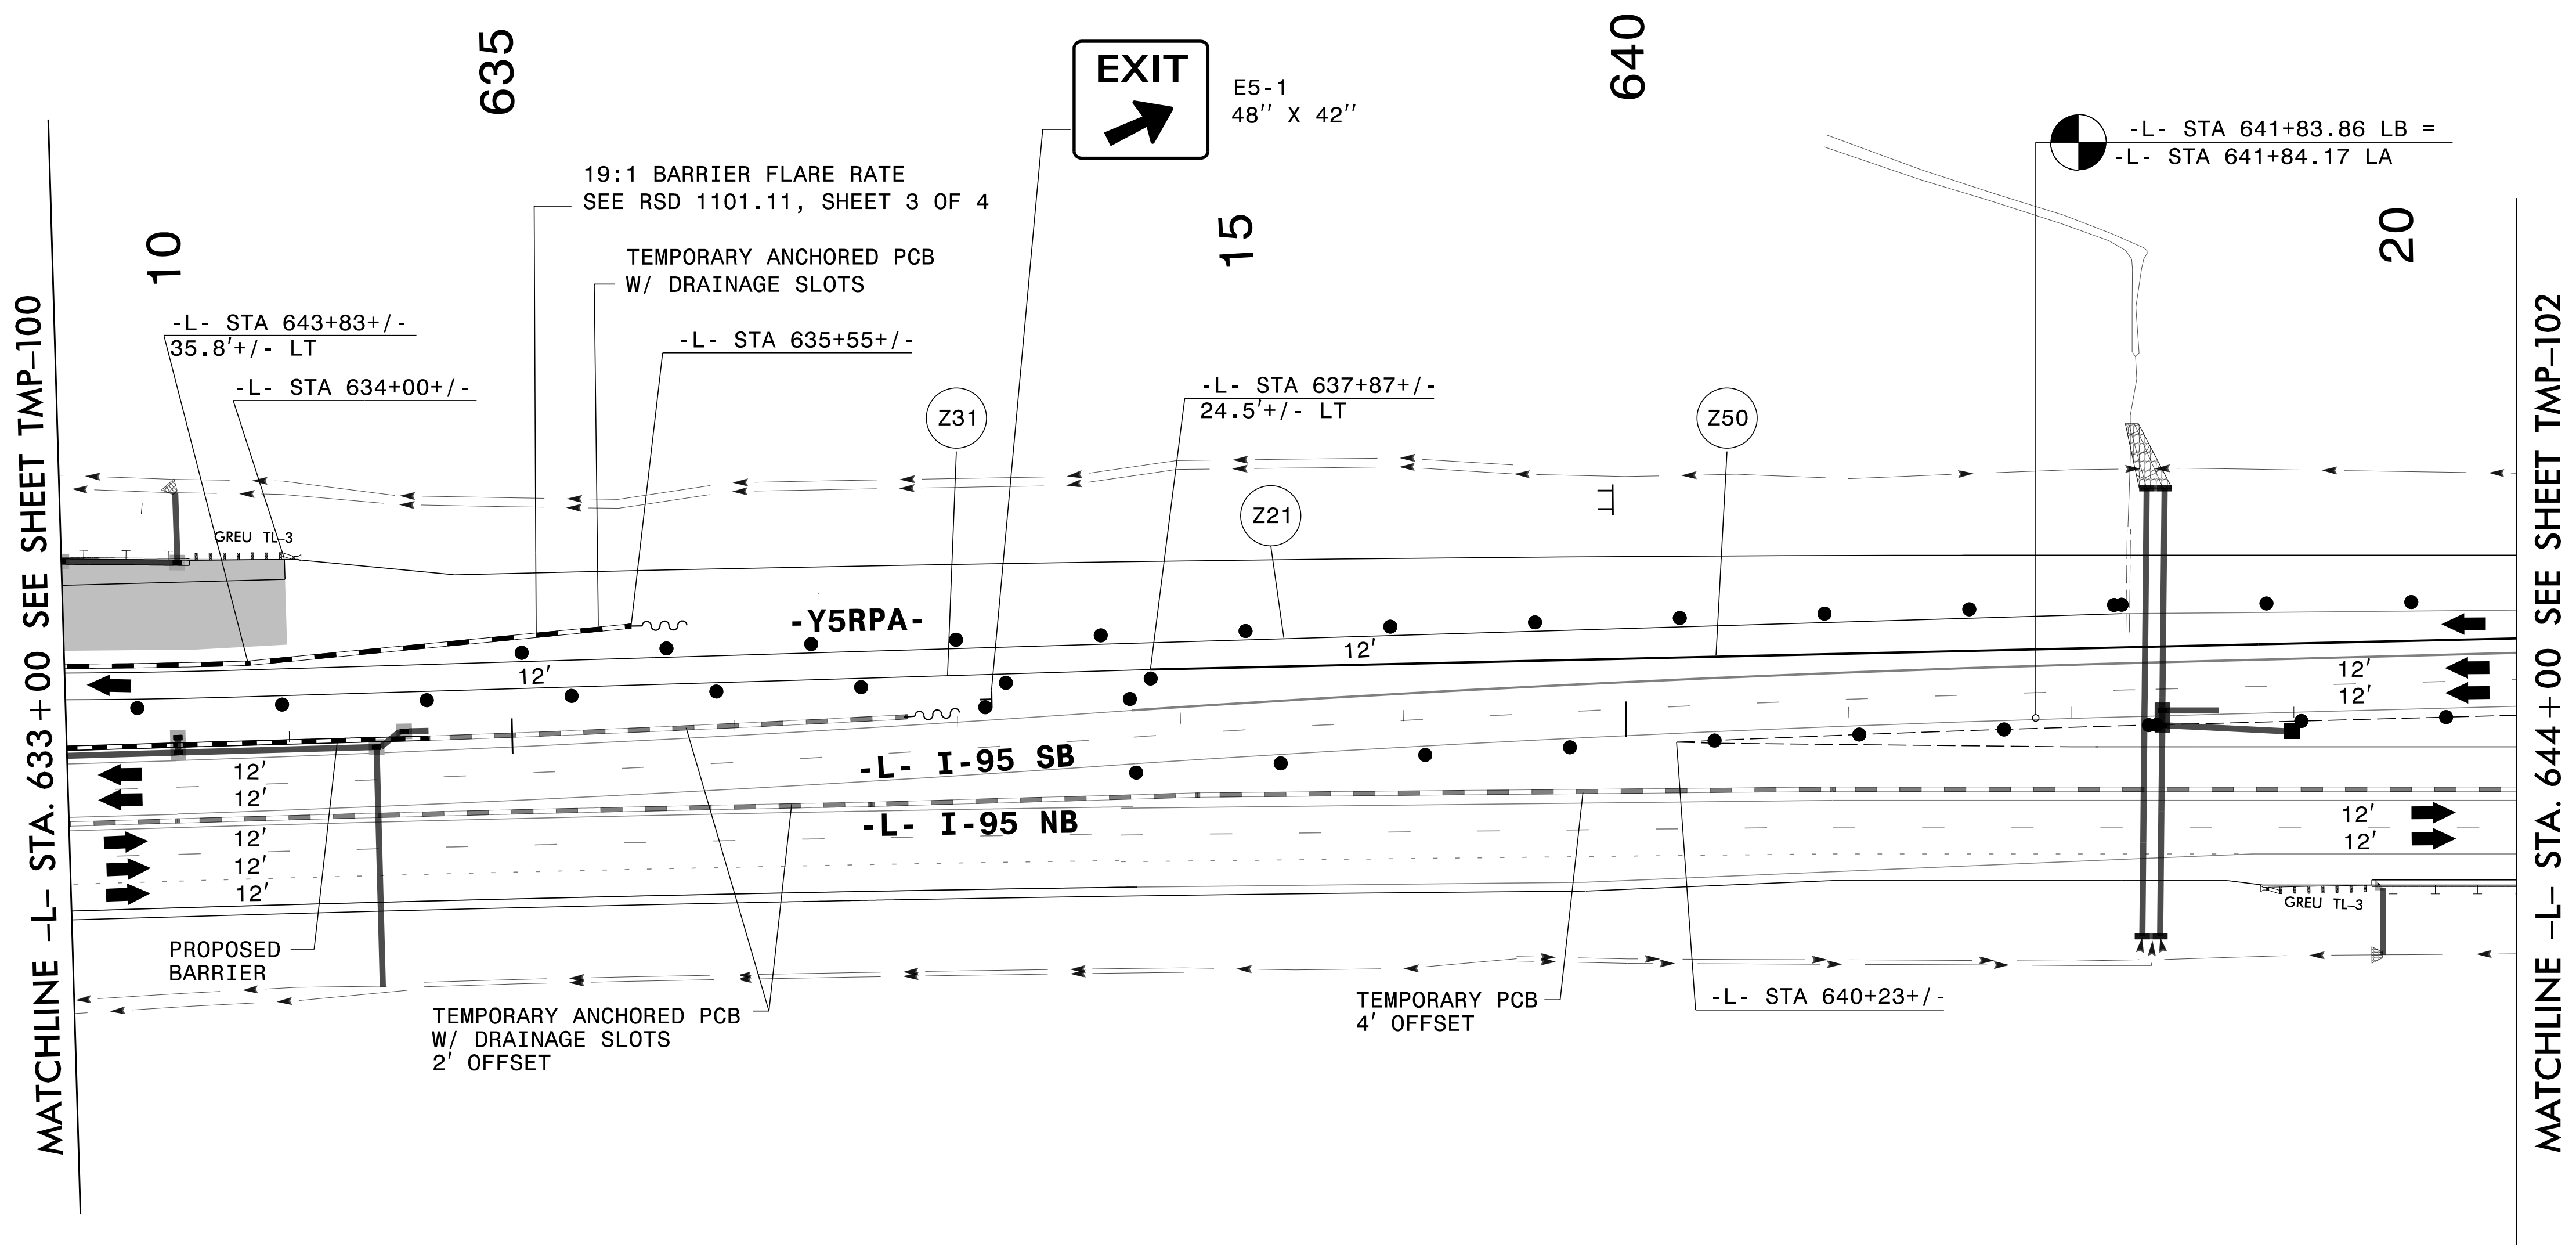 635
640
EXIT
E5-1
48'' X 42''
-L- STA 641+83.86 LB =
-L- STA 641+84.17 LA
19:1 BARRIER FLARE RATE
SEE RSD 1101.11, SHEET 3 OF 4
10
15
20
TEMPORARY ANCHORED PCB
W/ DRAINAGE SLOTS
-L- STA 643+83+/-
35.8'+/- LT
-L- STA 635+55+/-
-L- STA 634+00+/-
-L- STA 637+87+/-
24.5'+/- LT
Z31
Z50
Z21
MATCHLINE -L- STA. 633+00 SEE SHEET TMP-100
MATCHLINE -L- STA. 644+00 SEE SHEET TMP-102
GREU TL-3
-Y5RPA-
12'
12'
12'
12'
-L- I-95 SB
12'
12'
-L- I-95 NB
12'
12'
12'
12'
12'
GREU TL-3
PROPOSED
BARRIER
TEMPORARY ANCHORED PCB
W/ DRAINAGE SLOTS
2' OFFSET
TEMPORARY PCB
4' OFFSET
-L- STA 640+23+/-